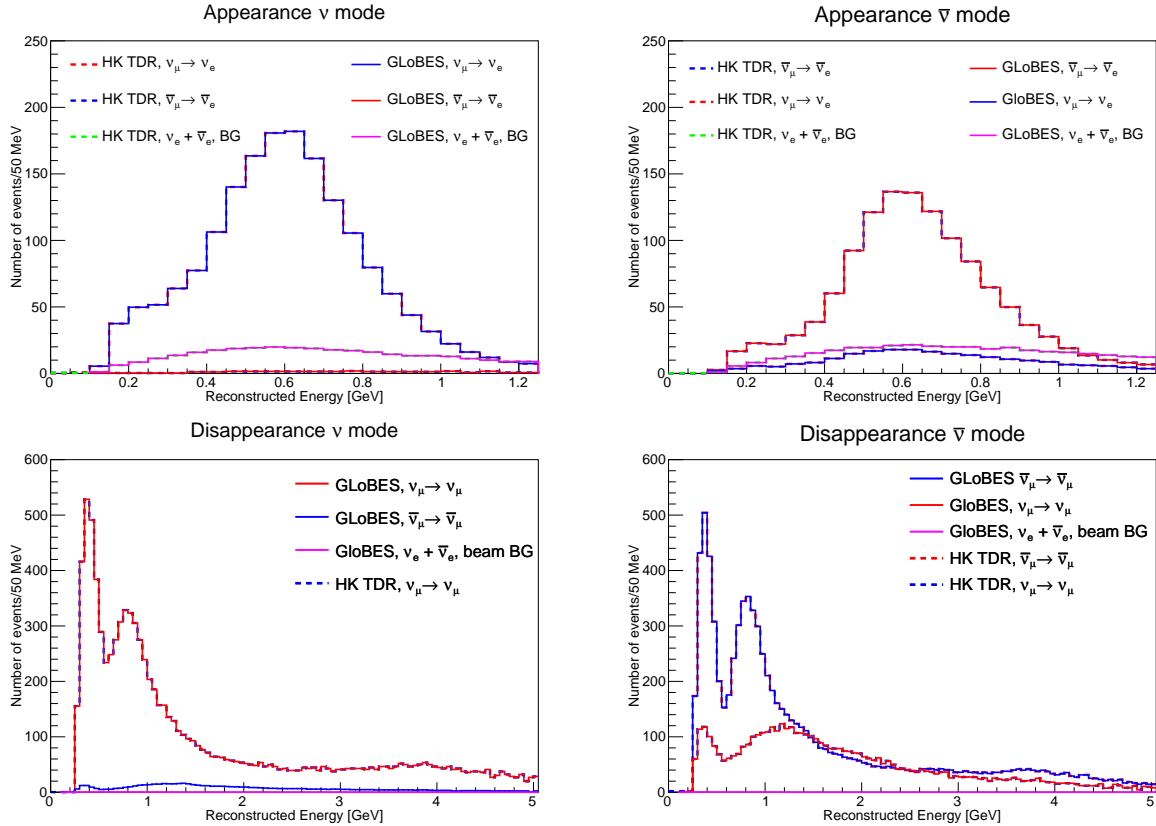 Appearance ν mode
250
200
150
100
50
0
Number of events/50 MeV
HK TDR, ν_μ → ν_e
HK TDR, ν̅_μ → ν̅_e
HK TDR, ν_e + ν̅_e, BG
GLoBES, ν_μ → ν_e
GLoBES, ν̅_μ → ν̅_e
GLoBES, ν_e + ν̅_e, BG
0 0.2 0.4 0.6 0.8 1 1.2
Reconstructed Energy [GeV]
Appearance ν̅ mode
250
200
150
100
50
0
Number of events/50 MeV
HK TDR, ν̅_μ → ν̅_e
HK TDR, ν_μ → ν_e
HK TDR, ν_e + ν̅_e, BG
GLoBES, ν̅_μ → ν̅_e
GloBES, ν_μ → ν_e
GLoBES, ν_e + ν̅_e, BG
0 0.2 0.4 0.6 0.8 1 1.2
Reconstructed Energy [GeV]
Disappearance ν mode
600
500
400
300
200
100
0
Number of events/50 MeV
GLoBES, ν_μ → ν_μ
GLoBES, ν̅_μ → ν̅_μ
GloBES, ν_e + ν̅_e, beam BG
HK TDR, ν_μ → ν_μ
0 1 2 3 4 5
Reconstructed Energy [GeV]
Disappearance ν̅ mode
600
500
400
300
200
100
0
Number of events/50 MeV
GLoBES ν̅_μ → ν̅_μ
GloBES, ν_μ → ν_μ
GloBES, ν_e + ν̅_e, beam BG
HK TDR, ν̅_μ → ν̅_μ
HK TDR, ν_μ → ν_μ
0 1 2 3 4 5
Reconstructed Energy [GeV]